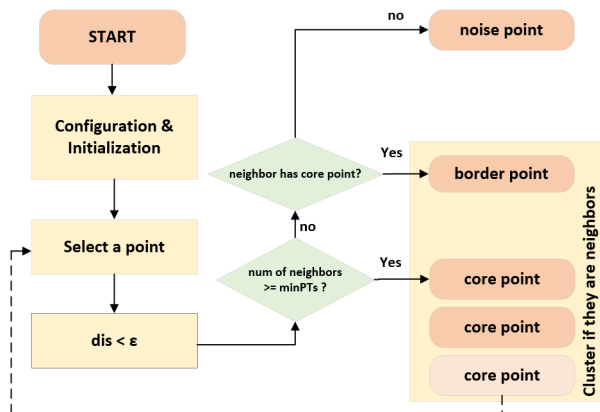 START
no
noise point
Configuration &
Initialization
neighbor has core point?
Yes
border point
Select a point
no
num of neighbors
>= minPTs ?
Yes
core point
dis < ε
core point
core point
Cluster if they are neighbors